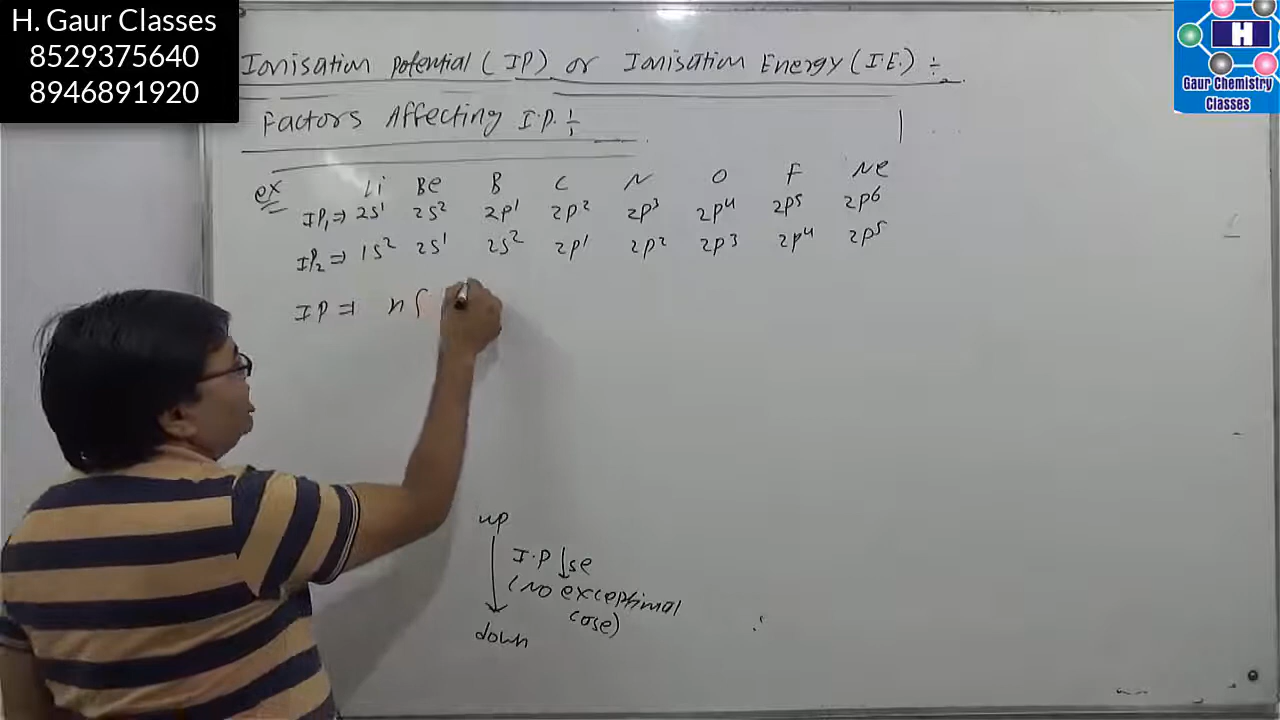 H. Gaur Classes
8529375640
8946891920
H
Gaur Chemistry
Classes
Ionisation Potential (IP) or Ionisation Energy (I.E.) ÷
Factors Affecting I.P. ÷
ex Li Be B C N O F Ne
IP₁ ⇒ 2s¹ 2s² 2p¹ 2p² 2p³ 2p⁴ 2p⁵ 2p⁶
IP₂ ⇒ 1s² 2s¹ 2s² 2p¹ 2p² 2p³ 2p⁴ 2p⁵
IP ⇒ n
up
I.P ↓se
(No exceptional
case)
down